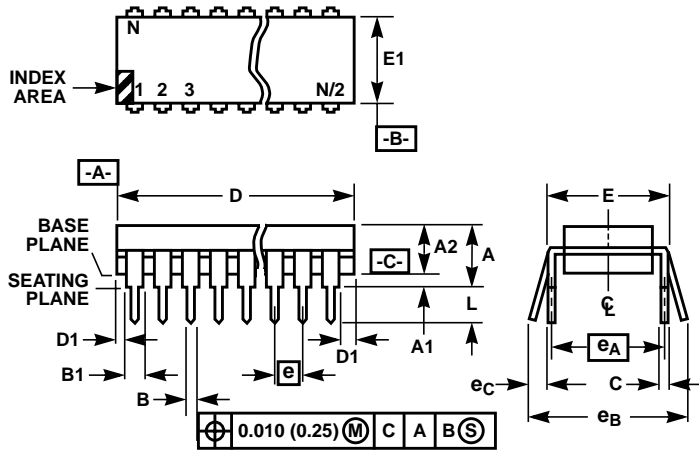 N
E1
INDEX
AREA
1 2 3 N/2
-B-
-A-
D
E
BASE
PLANE
A2
A
-C-
SEATING
PLANE
L
C
L
D1
A1
D1
eA
B1
e
eC
C
B
eB
0.010 (0.25) M C A B S